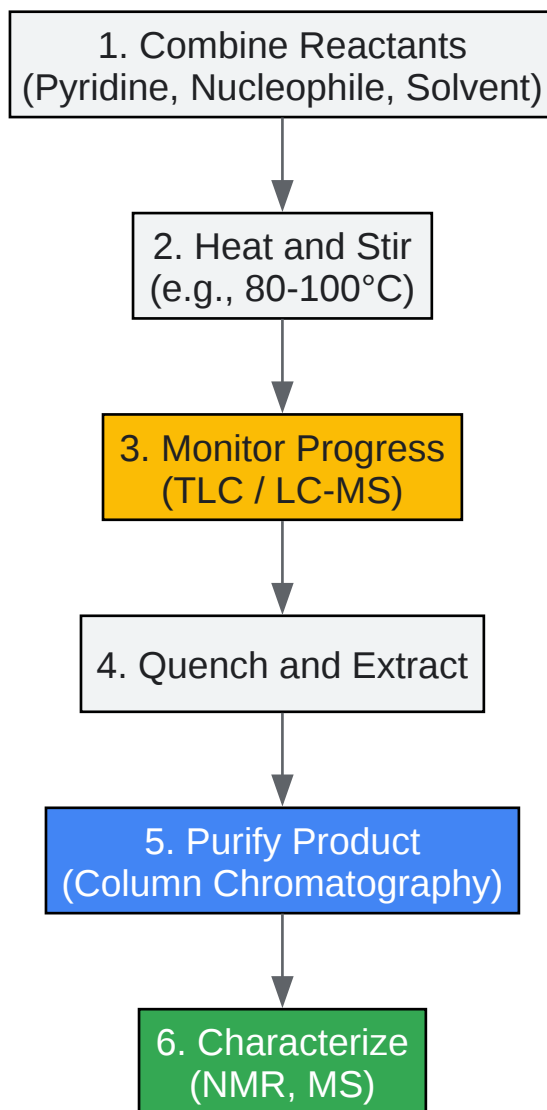 1. Combine Reactants
(Pyridine, Nucleophile, Solvent)
2. Heat and Stir
(e.g., 80-100°C)
3. Monitor Progress
(TLC / LC-MS)
4. Quench and Extract
5. Purify Product
(Column Chromatography)
6. Characterize
(NMR, MS)